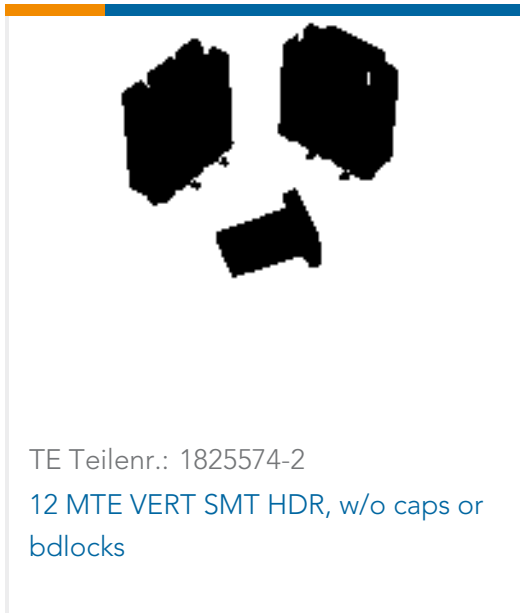 TE Teilenr.: 1825574-2
12 MTE VERT SMT HDR, w/o caps or
bdlocks